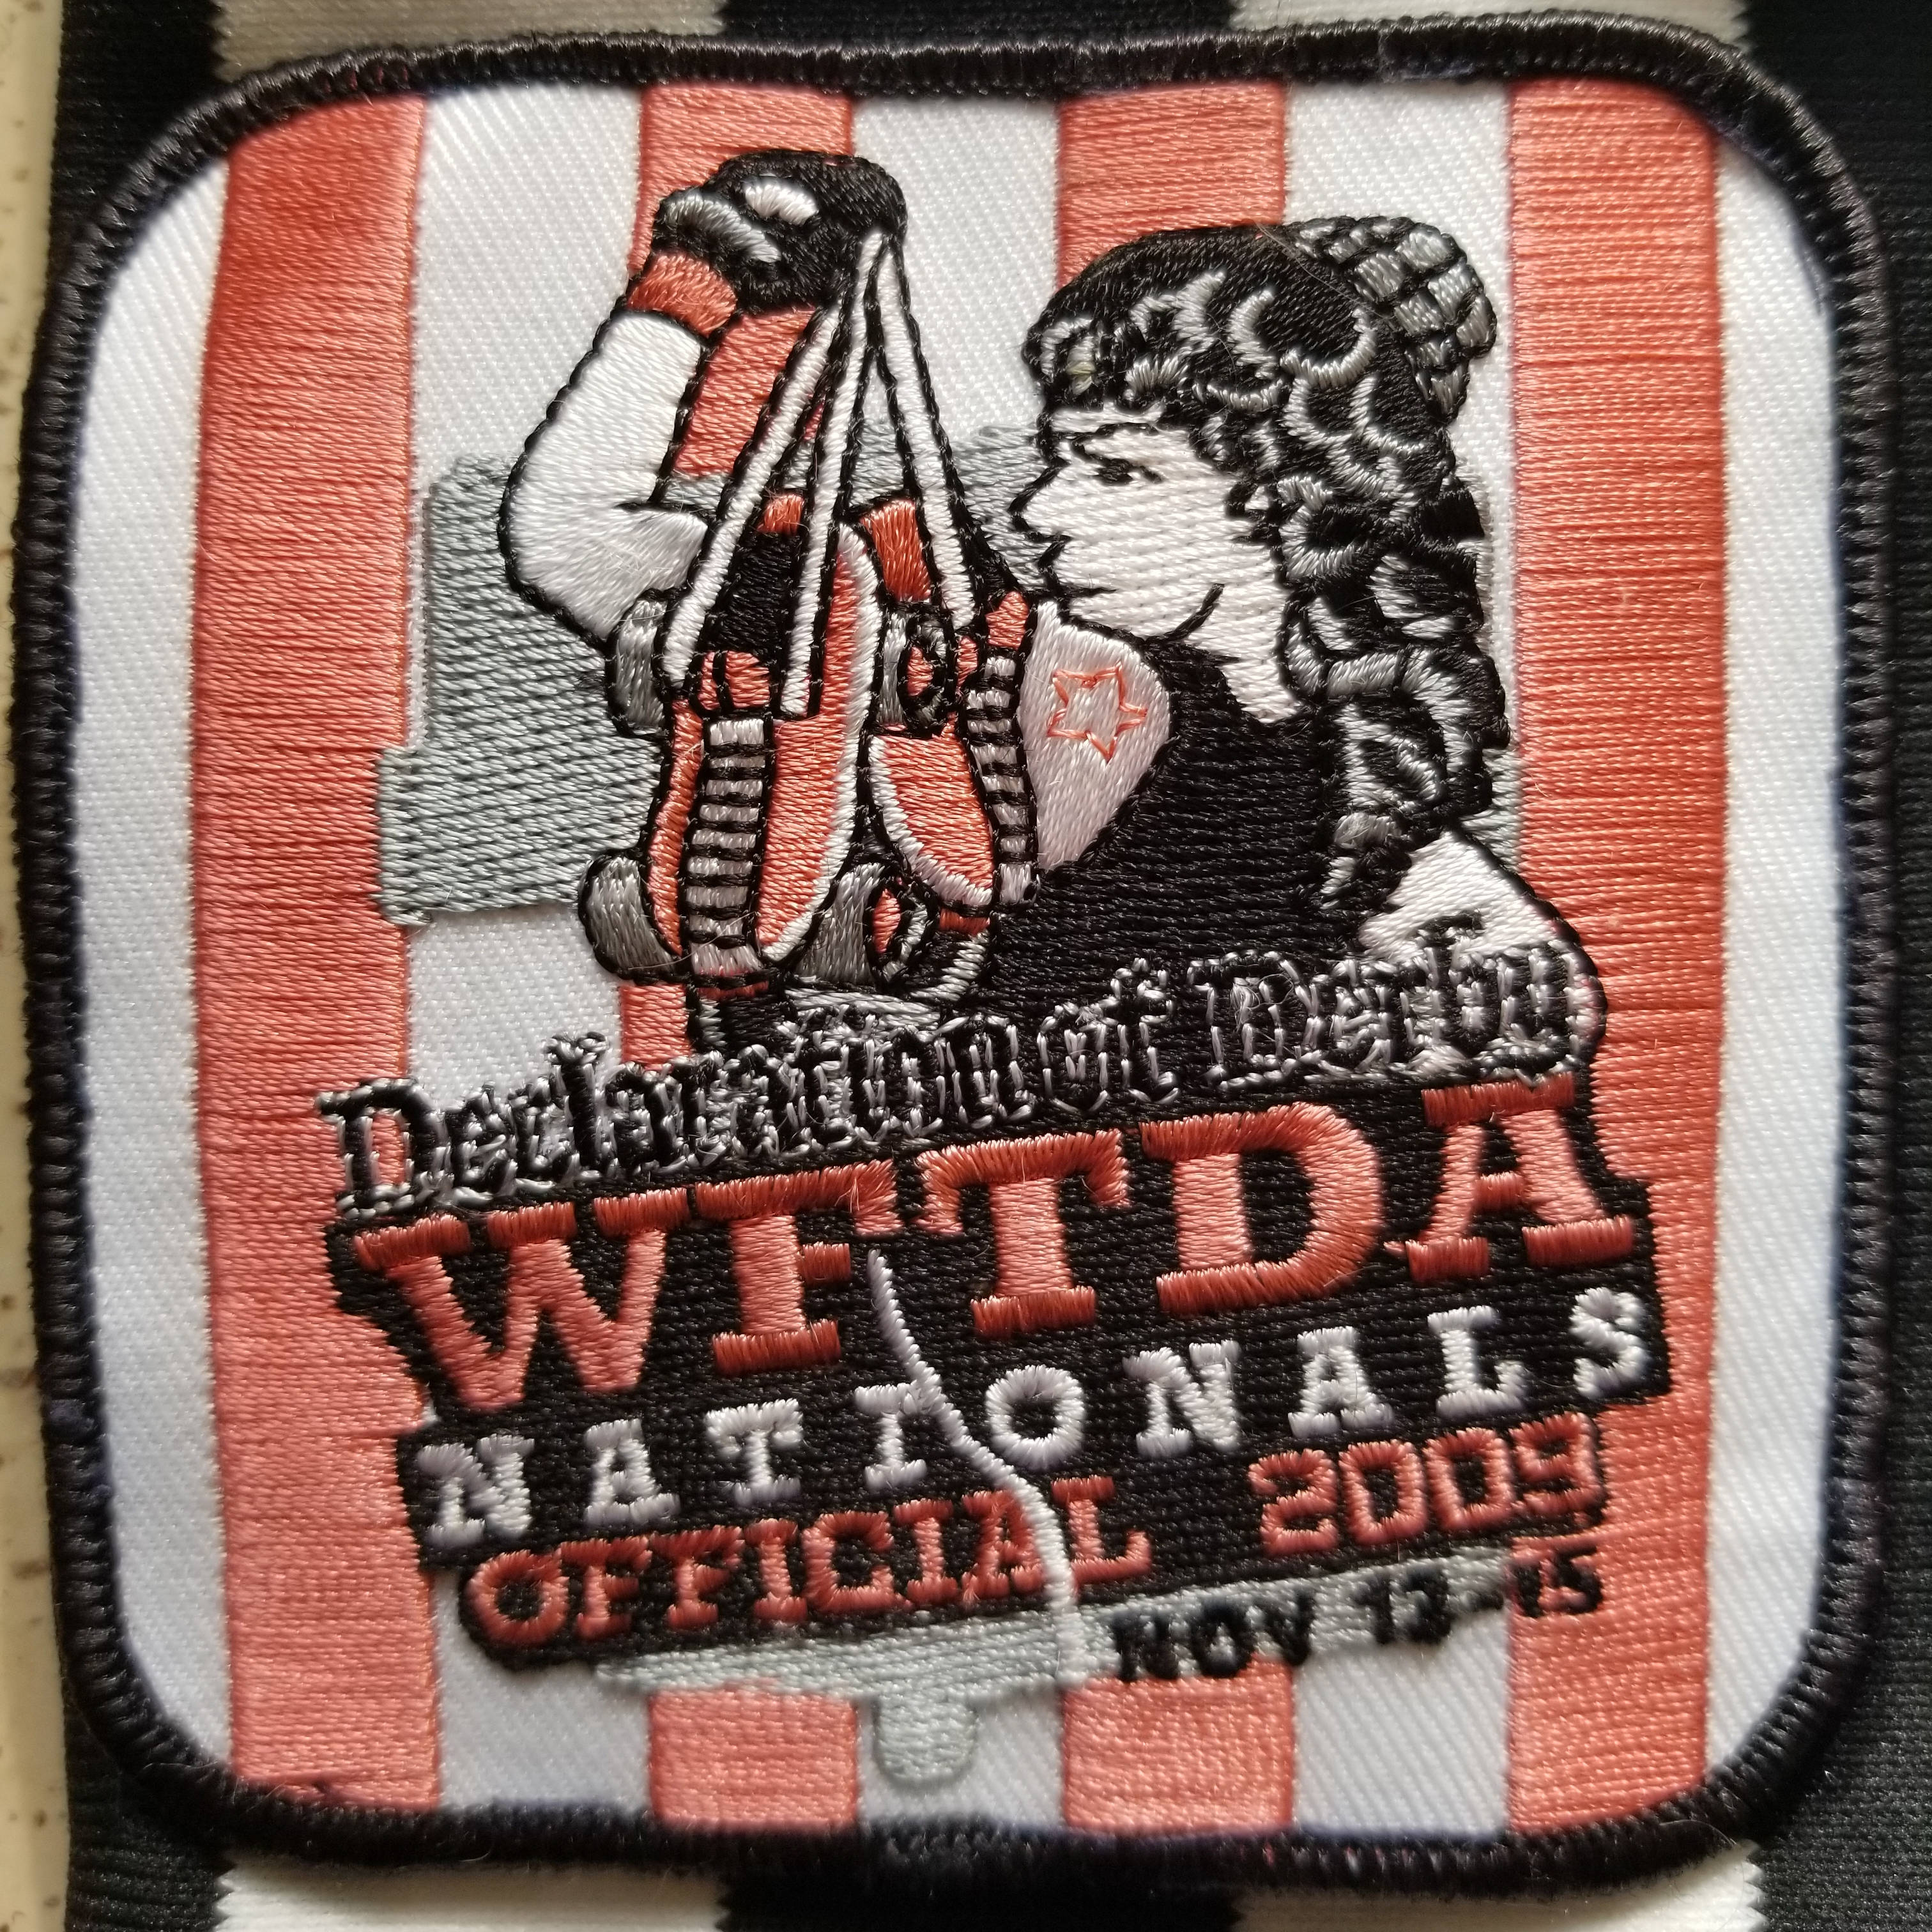 Declaration of Derby
WFTDA
NATIONALS
OFFICIAL 2009
NOV 13-15